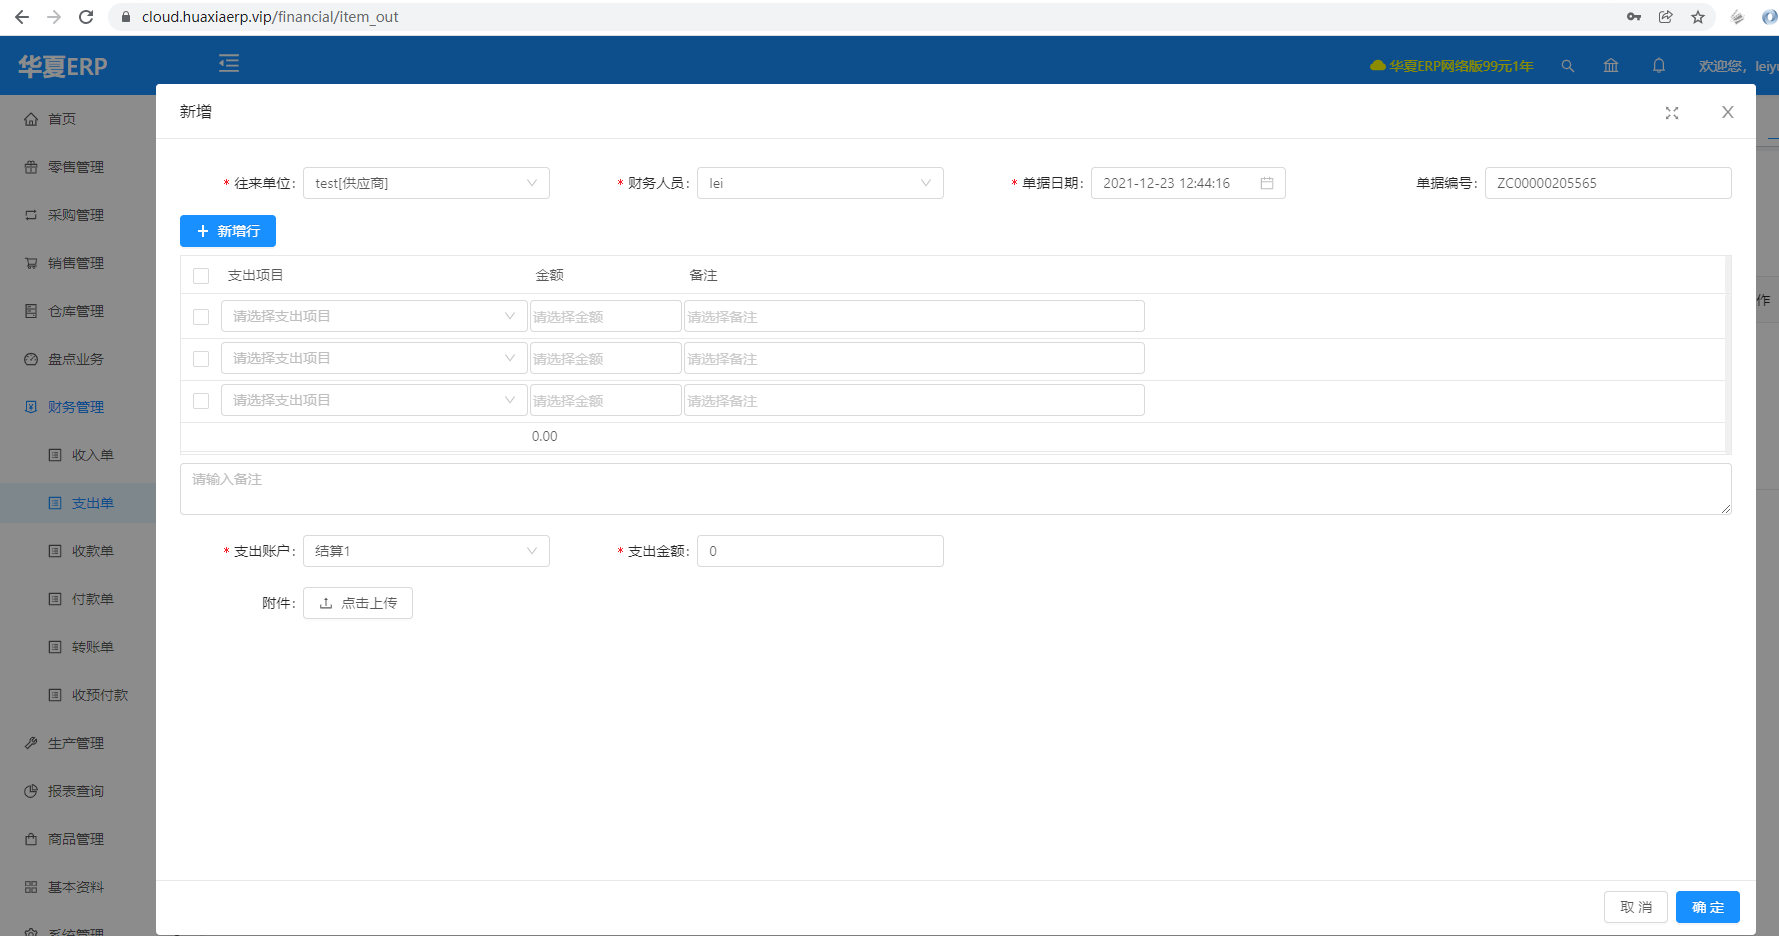 cloud.huaxiaerp.vip/financial/item_out
华夏ERP
华夏ERP网络版99元1年
欢迎您，leiyu
首页
零售管理
采购管理
销售管理
仓库管理
盘点业务
财务管理
收入单
支出单
收款单
付款单
转账单
收预付款
生产管理
报表查询
商品管理
基本资料
系统管理
新增
* 往来单位: test[供应商] * 财务人员: lei * 单据日期: 2021-12-23 12:44:16 单据编号: ZC00000205565
新增行
支出项目 金额 备注
作
请选择支出项目 请选择金额 请选择备注
请选择支出项目 请选择金额 请选择备注
请选择支出项目 请选择金额 请选择备注
0.00
请输入备注
* 支出账户: 结算1 * 支出金额: 0
附件: 点击上传
取 消 确 定